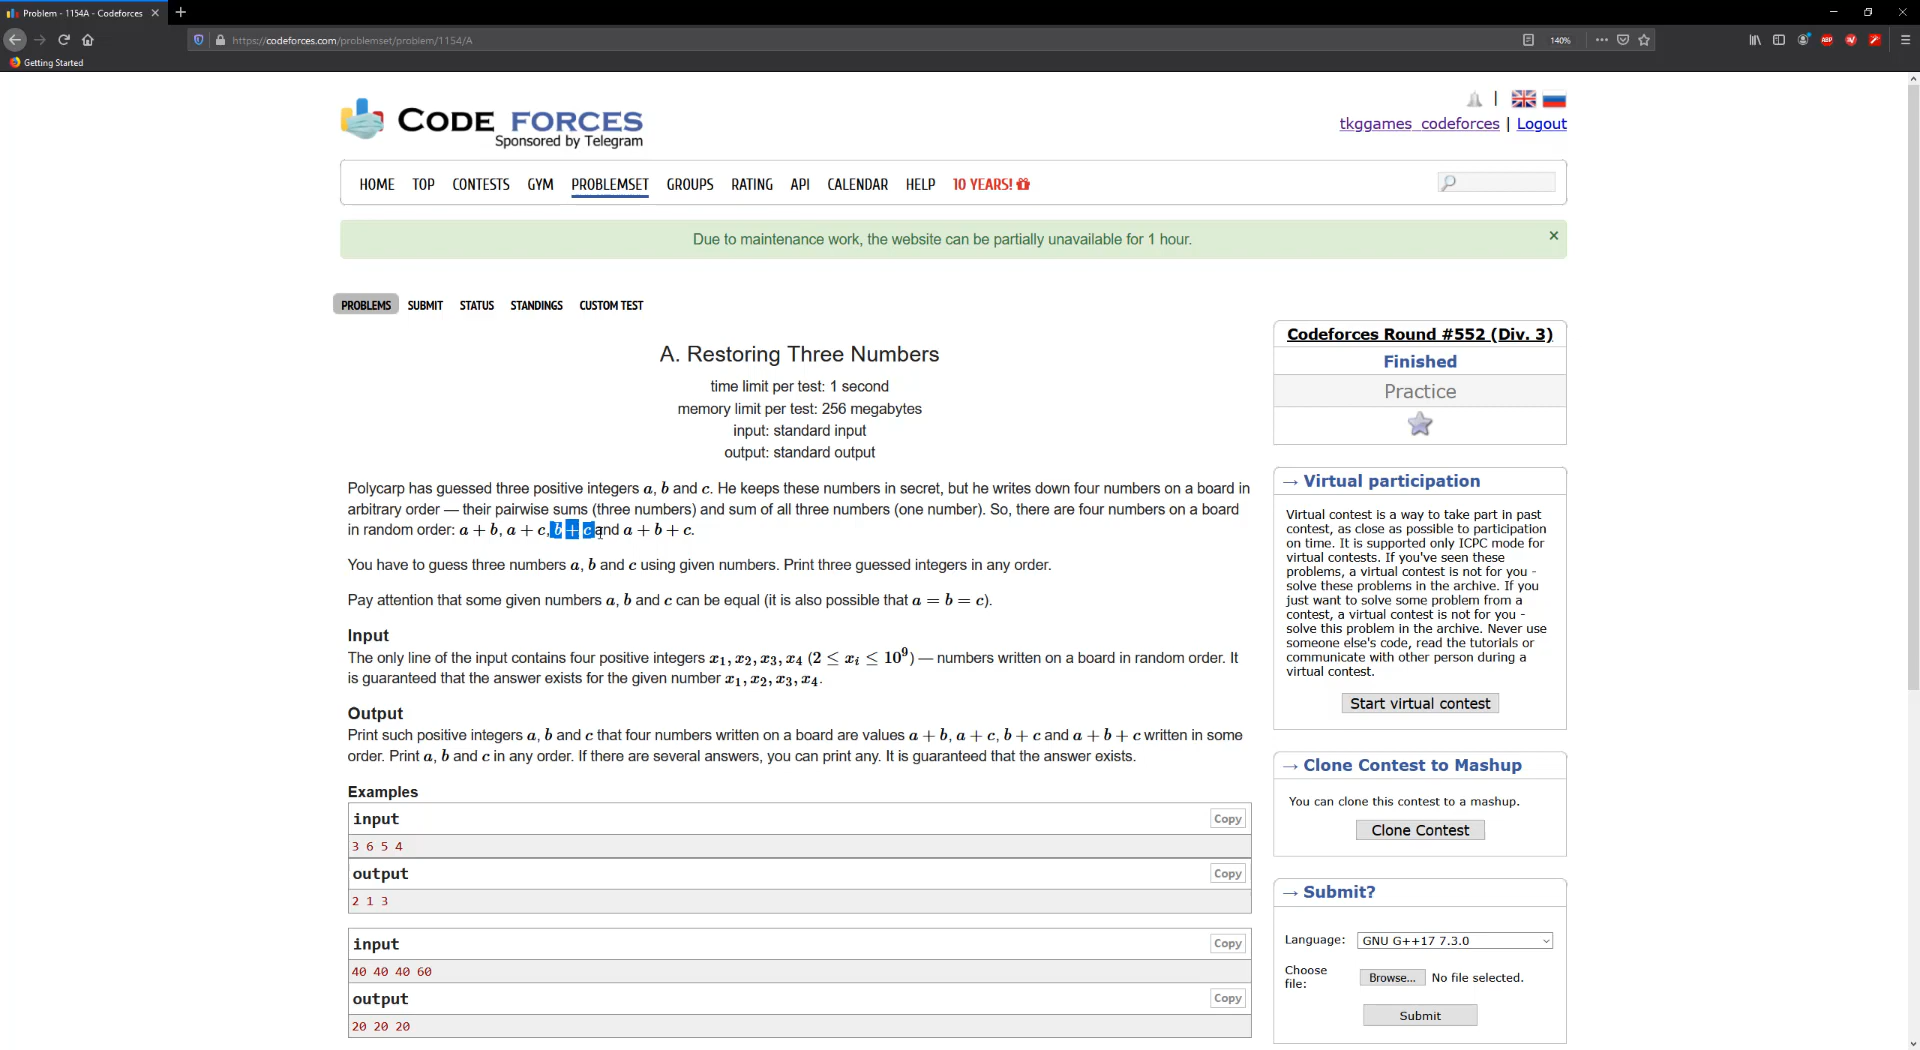 Problem - 1154A - Codeforces
https://codeforces.com/problemset/problem/1154/A
140%
ABP
Getting Started
CODE FORCES
Sponsored by Telegram
tkggames_codeforces | Logout
HOME TOP CONTESTS GYM PROBLEMSET GROUPS RATING API CALENDAR HELP 10 YEARS!
Due to maintenance work, the website can be partially unavailable for 1 hour.
PROBLEMS SUBMIT STATUS STANDINGS CUSTOM TEST
A. Restoring Three Numbers
time limit per test: 1 second
memory limit per test: 256 megabytes
input: standard input
output: standard output
Polycarp has guessed three positive integers a, b and c. He keeps these numbers in secret, but he writes down four numbers on a board in
arbitrary order — their pairwise sums (three numbers) and sum of all three numbers (one number). So, there are four numbers on a board
in random order: a + b, a + c, b + c and a + b + c.
You have to guess three numbers a, b and c using given numbers. Print three guessed integers in any order.
Pay attention that some given numbers a, b and c can be equal (it is also possible that a = b = c).
Input
The only line of the input contains four positive integers x₁, x₂, x₃, x₄ (2 ≤ xᵢ ≤ 10⁹) — numbers written on a board in random order. It
is guaranteed that the answer exists for the given number x₁, x₂, x₃, x₄.
Output
Print such positive integers a, b and c that four numbers written on a board are values a + b, a + c, b + c and a + b + c written in some
order. Print a, b and c in any order. If there are several answers, you can print any. It is guaranteed that the answer exists.
Examples
input Copy
3 6 5 4
output Copy
2 1 3
input Copy
40 40 40 60
output Copy
20 20 20
Codeforces Round #552 (Div. 3)
Finished
Practice
→ Virtual participation
Virtual contest is a way to take part in past
contest, as close as possible to participation
on time. It is supported only ICPC mode for
virtual contests. If you've seen these
problems, a virtual contest is not for you -
solve these problems in the archive. If you
just want to solve some problem from a
contest, a virtual contest is not for you -
solve this problem in the archive. Never use
someone else's code, read the tutorials or
communicate with other person during a
virtual contest.
Start virtual contest
→ Clone Contest to Mashup
You can clone this contest to a mashup.
Clone Contest
→ Submit?
Language: GNU G++17 7.3.0
Choose
file: Browse... No file selected.
Submit